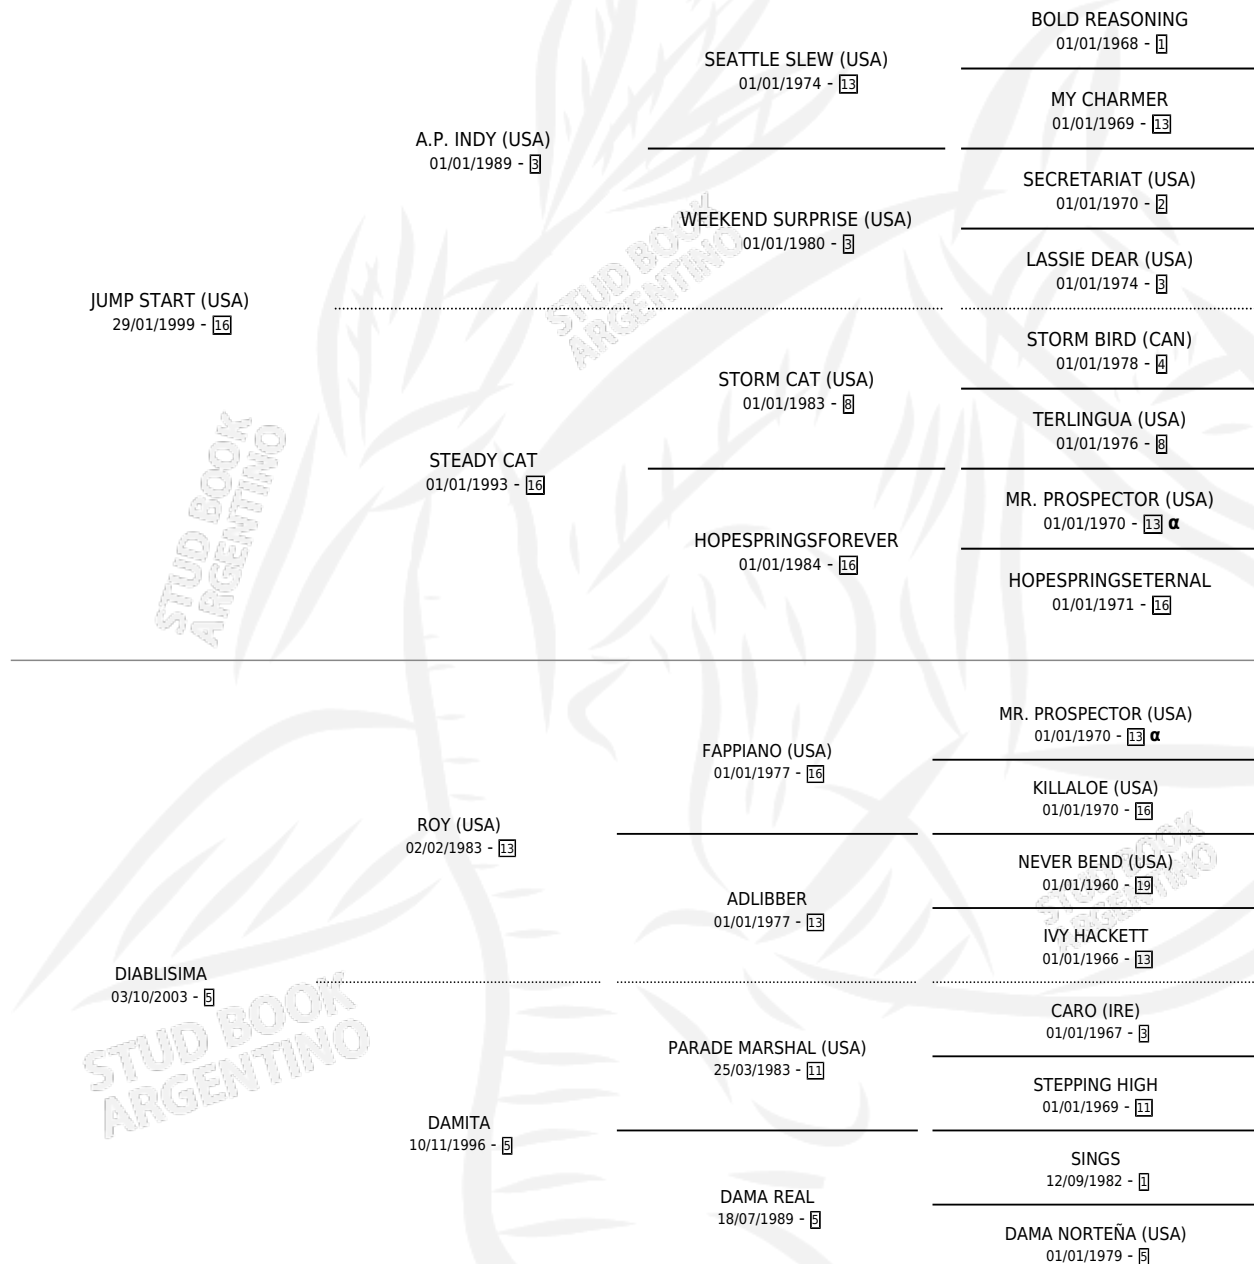 BOLD REASONING
01/01/1968 - 1
SEATTLE SLEW (USA)
01/01/1974 - 13
MY CHARMER
01/01/1969 - 13
A.P. INDY (USA)
01/01/1989 - 3
SECRETARIAT (USA)
01/01/1970 - 2
WEEKEND SURPRISE (USA)
01/01/1980 - 3
LASSIE DEAR (USA)
01/01/1974 - 3
JUMP START (USA)
29/01/1999 - 16
STORM BIRD (CAN)
01/01/1978 - 4
STORM CAT (USA)
01/01/1983 - 8
TERLINGUA (USA)
01/01/1976 - 8
STEADY CAT
01/01/1993 - 16
MR. PROSPECTOR (USA)
01/01/1970 - 13 α
HOPESPRINGSFOREVER
01/01/1984 - 16
HOPESPRINGSETERNAL
01/01/1971 - 16
MR. PROSPECTOR (USA)
01/01/1970 - 13 α
FAPPIANO (USA)
01/01/1977 - 16
KILLALOE (USA)
01/01/1970 - 16
ROY (USA)
02/02/1983 - 13
NEVER BEND (USA)
01/01/1960 - 19
ADLIBBER
01/01/1977 - 13
IVY HACKETT
01/01/1966 - 13
DIABLISIMA
03/10/2003 - 5
CARO (IRE)
01/01/1967 - 3
PARADE MARSHAL (USA)
25/03/1983 - 11
STEPPING HIGH
01/01/1969 - 11
DAMITA
10/11/1996 - 5
SINGS
12/09/1982 - 1
DAMA REAL
18/07/1989 - 5
DAMA NORTEÑA (USA)
01/01/1979 - 5
STUD BOOK
ARGENTINO
STUD BOOK
ARGENTINO
STUD BOOK
ARGENTINO
STUD BOOK
ARGENTINO